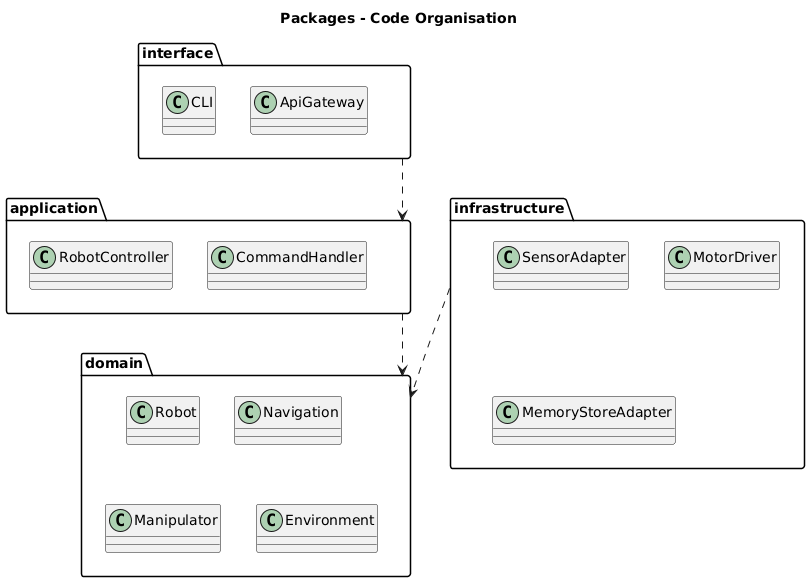 Packages - Code Organisation
interface
C CLI
C ApiGateway
application
C RobotController
C CommandHandler
infrastructure
C SensorAdapter
C MotorDriver
C MemoryStoreAdapter
domain
C Robot
C Navigation
C Manipulator
C Environment